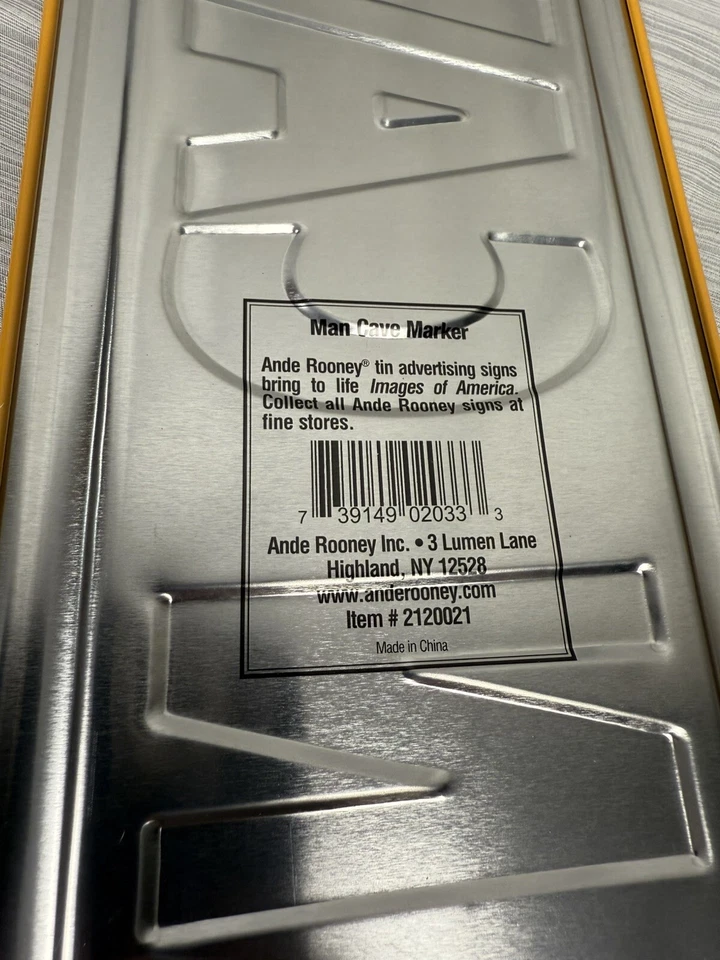 Man Cave Marker
Ande Rooney® tin advertising signs
bring to life Images of America.
Collect all Ande Rooney signs at
fine stores.
7 39149 02033 3
Ande Rooney Inc. • 3 Lumen Lane
Highland, NY 12528
www.anderooney.com
Item # 2120021
Made in China